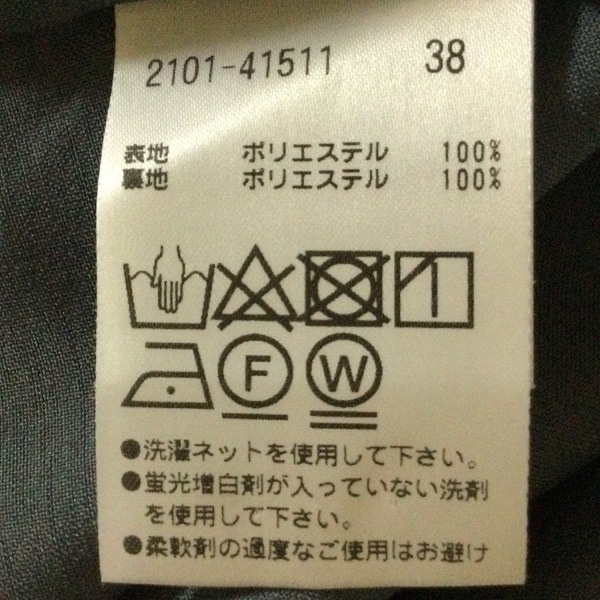 2101-41511 38
表地 ポリエステル 100%
裏地 ポリエステル 100%
F W
●洗濯ネットを使用して下さい。
●蛍光増白剤が入っていない洗剤
を使用して下さい。
●柔軟剤の過度なご使用はお避け